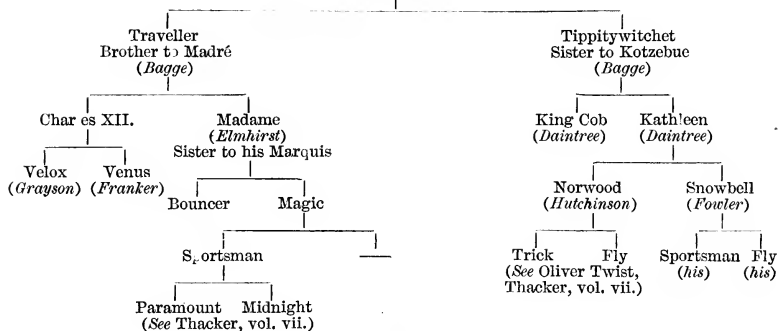 Traveller
Brother to Madré
(Bagge)
Tippitywitchet
Sister to Kotzebue
(Bagge)
Char es XII.
Madame
(Elmhirst)
Sister to his Marquis
King Cob
(Daintree)
Kathleen
(Daintree)
Velox
(Grayson)
Venus
(Franker)
Bouncer
Magic
Norwood
(Hutchinson)
Snowbell
(Fowler)
Sportsman
—
Trick
Fly
(See Oliver Twist,
Thacker, vol. vii.)
Sportsman
(his)
Fly
(his)
Paramount
Midnight
(See Thacker, vol. vii.)